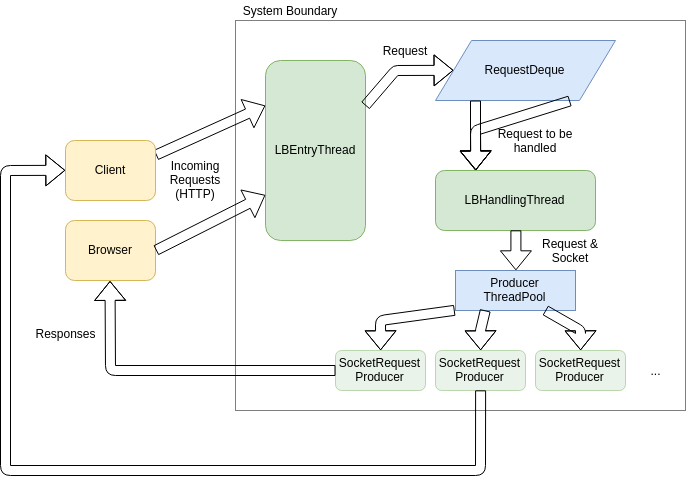 System Boundary
Request
RequestDeque
LBEntryThread
Request to be
handled
Client
Incoming
Requests
(HTTP)
LBHandlingThread
Browser
Request &
Socket
Producer
ThreadPool
Responses
SocketRequest
Producer
SocketRequest
Producer
SocketRequest
Producer
...